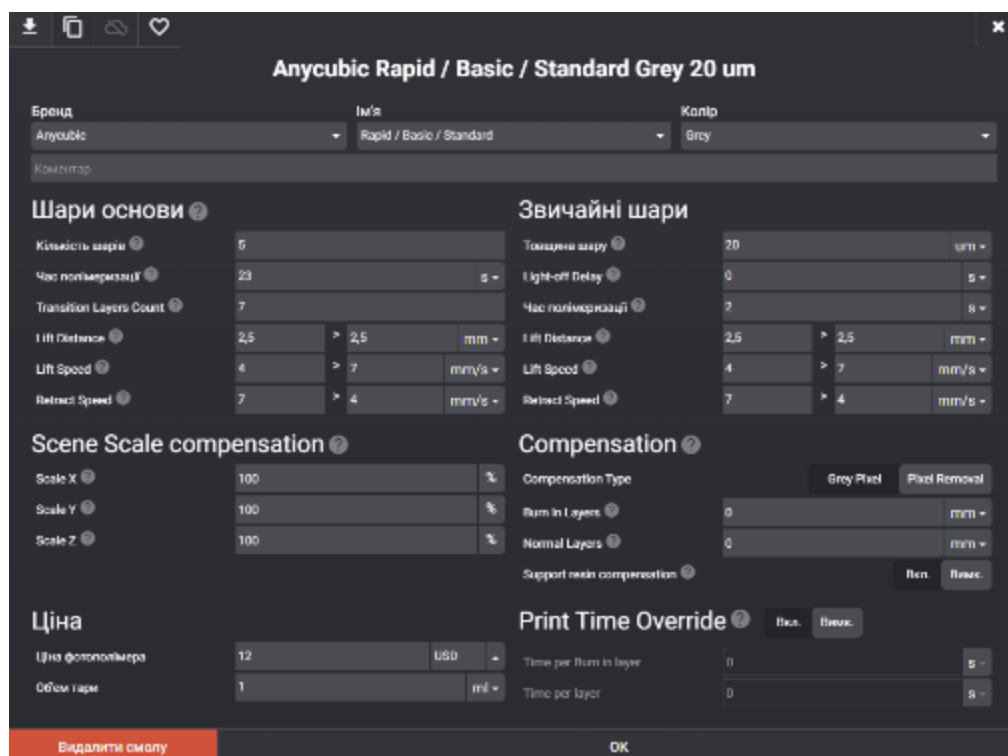 Anycubic Rapid / Basic / Standard Grey 20 um
Бренд Ім'я Колір
Anycubic Rapid / Basic / Standard Grey
Коментар
Шари основи Звичайні шари
Кількість шарів 5 Товщина шару 20 um
Час полімеризації 23 s Light-off Delay 0 s
Transition Layers Count 7 Час полімеризації 2 s
Lift Distance 2,5 > 2,5 mm Lift Distance 2,5 > 2,5 mm
Lift Speed 4 > 7 mm/s Lift Speed 4 > 7 mm/s
Retract Speed 7 > 4 mm/s Retract Speed 7 > 4 mm/s
Scene Scale compensation Compensation
Scale X 100 % Compensation Type Grey Pixel Pixel Removal
Scale Y 100 % Burn In Layers 0 mm
Scale Z 100 % Normal Layers 0 mm
Support resin compensation Вкл. Вимк.
Ціна Print Time Override Вкл. Вимк.
Ціна фотополімера 12 USD Time per Burn in layer 0 s
Об'єм тари 1 ml Time per layer 0 s
Видалити смолу OK